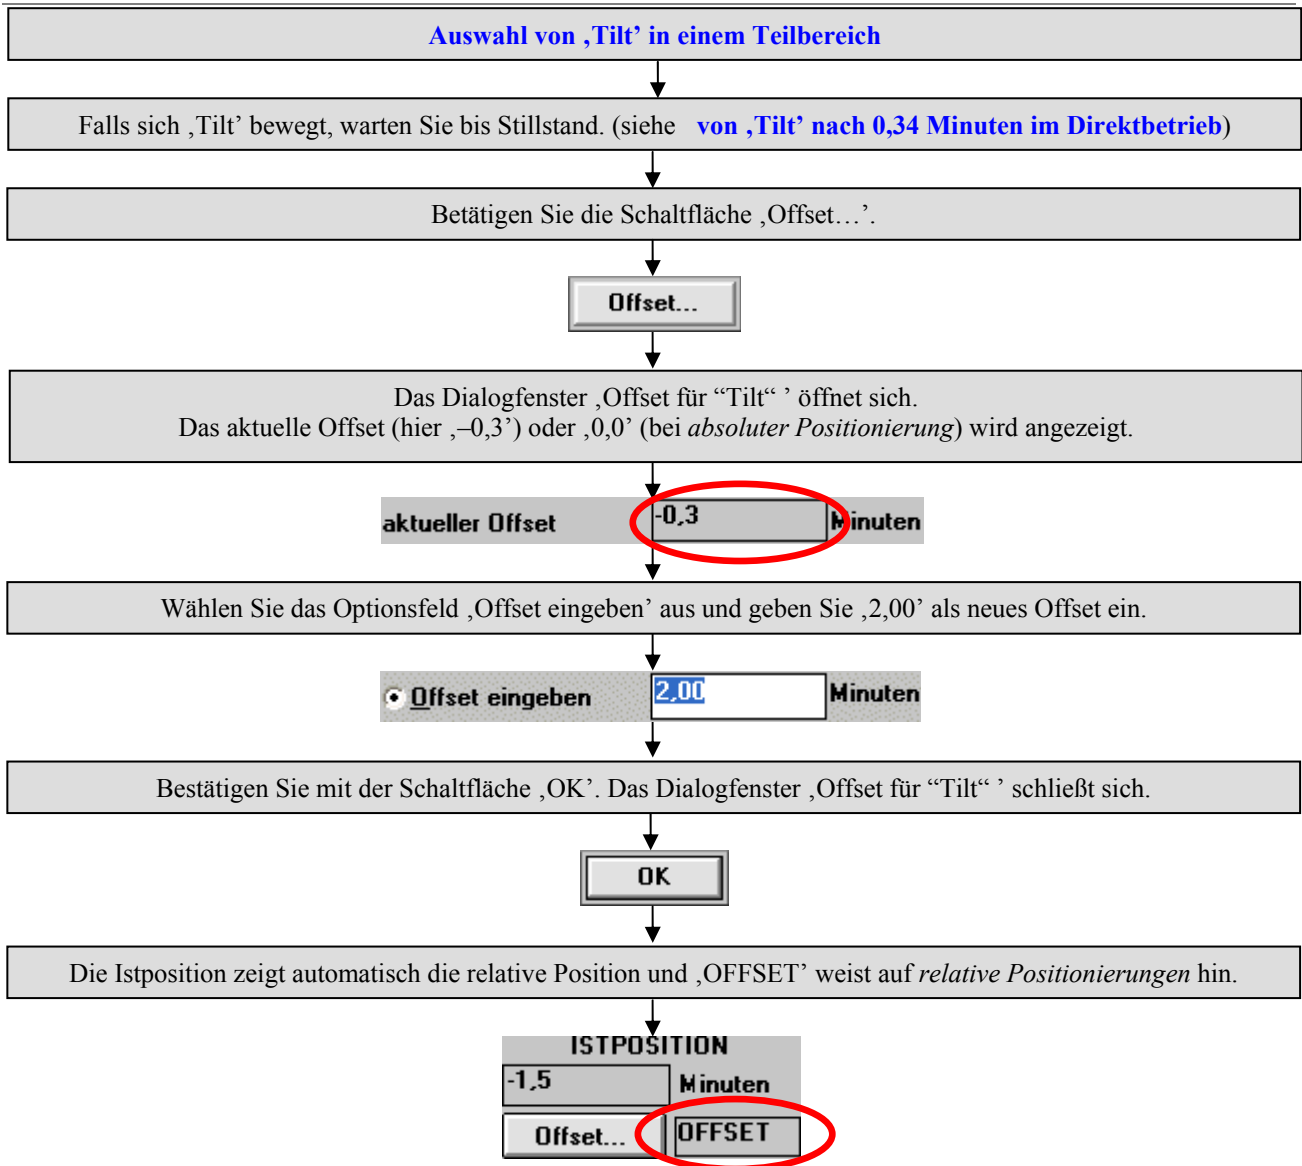 Auswahl von ‚Tilt’ in einem Teilbereich
Falls sich ‚Tilt’ bewegt, warten Sie bis Stillstand. (siehe von ‚Tilt’ nach 0,34 Minuten im Direktbetrieb)
Betätigen Sie die Schaltfläche ‚Offset…’.
Offset...
Das Dialogfenster ‚Offset für “Tilt“ ’ öffnet sich.
Das aktuelle Offset (hier ‚–0,3’) oder ‚0,0’ (bei absoluter Positionierung) wird angezeigt.
aktueller Offset -0,3 Minuten
Wählen Sie das Optionsfeld ‚Offset eingeben’ aus und geben Sie ‚2,00’ als neues Offset ein.
Offset eingeben 2,00 Minuten
Bestätigen Sie mit der Schaltfläche ‚OK’. Das Dialogfenster ‚Offset für “Tilt“ ’ schließt sich.
OK
Die Istposition zeigt automatisch die relative Position und ‚OFFSET’ weist auf relative Positionierungen hin.
ISTPOSITION
-1,5 Minuten
Offset... OFFSET